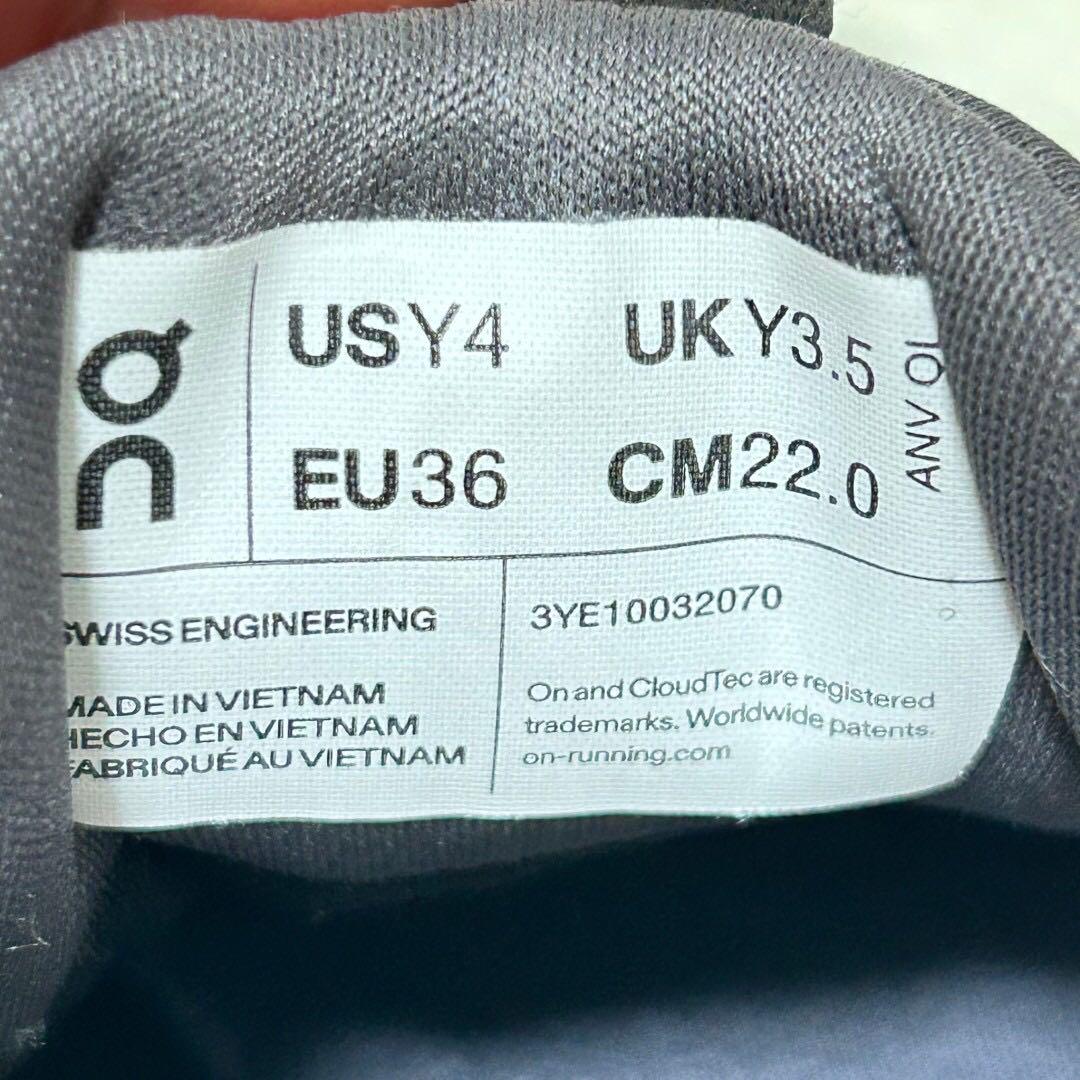 on
USY4 UKY3.5
EU36 CM22.0
ANV QI
SWISS ENGINEERING
MADE IN VIETNAM
HECHO EN VIETNAM
FABRIQUÉ AU VIETNAM
3YE10032070
On and CloudTec are registered
trademarks. Worldwide patents.
on-running.com